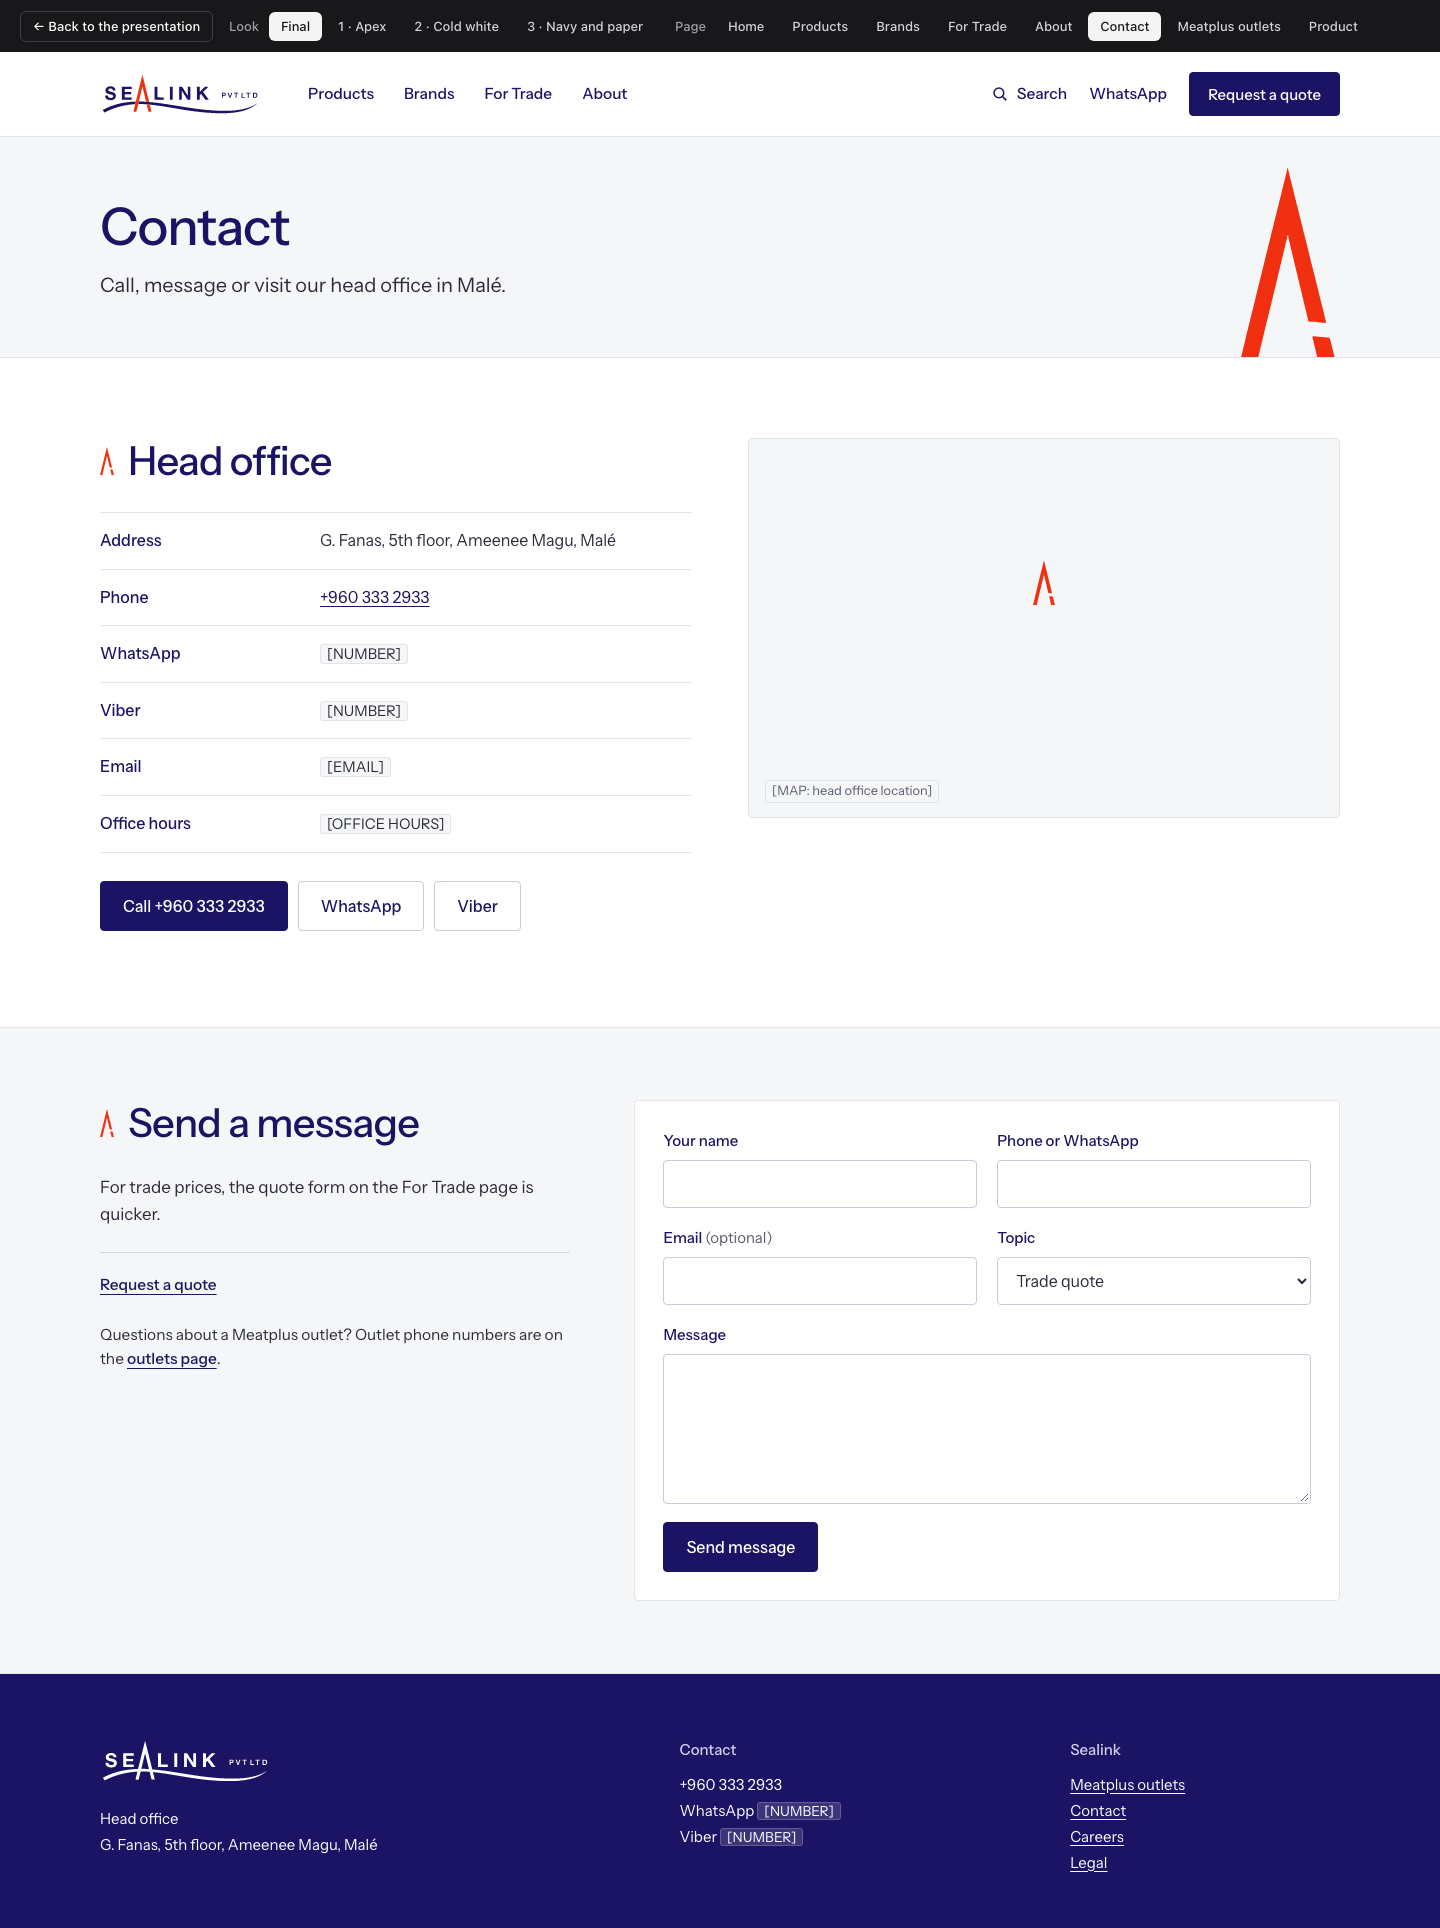 ← Back to the presentation Look Final 1 · Apex 2 · Cold white 3 · Navy and paper Page Home Products Brands For Trade About Contact Meatplus outlets Product
SEALINK PVT LTD Products Brands For Trade About Search WhatsApp Request a quote
Contact
Call, message or visit our head office in Malé.
Head office
Address G. Fanas, 5th floor, Ameenee Magu, Malé
Phone +960 333 2933
WhatsApp [NUMBER]
Viber [NUMBER]
Email [EMAIL]
Office hours [OFFICE HOURS]
Call +960 333 2933 WhatsApp Viber
[MAP: head office location]
Send a message
For trade prices, the quote form on the For Trade page is
quicker.
Request a quote
Questions about a Meatplus outlet? Outlet phone numbers are on
the outlets page.
Your name Phone or WhatsApp
Email (optional) Topic
Trade quote
Message
Send message
SEALINK PVT LTD
Head office
G. Fanas, 5th floor, Ameenee Magu, Malé
Contact
+960 333 2933
WhatsApp [NUMBER]
Viber [NUMBER]
Sealink
Meatplus outlets
Contact
Careers
Legal